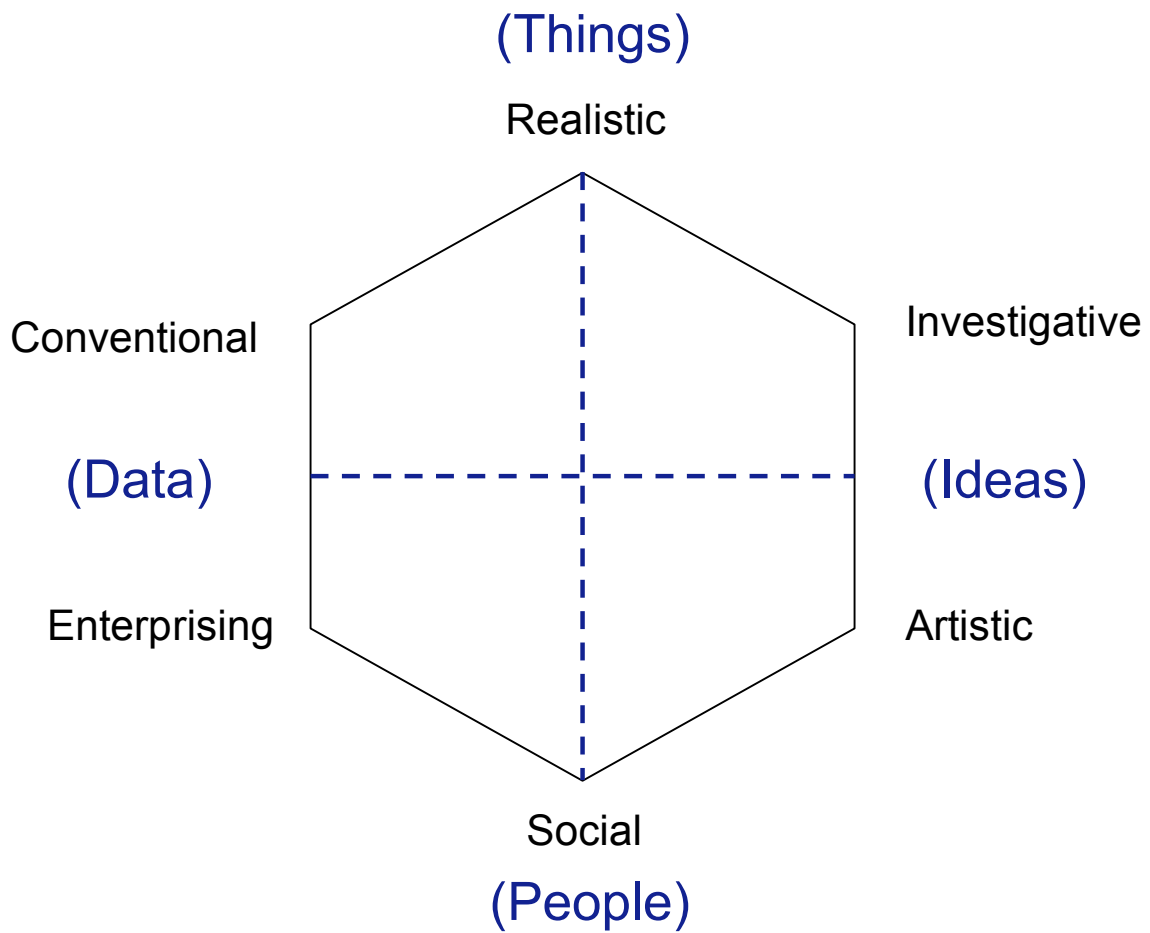 (Things)
Realistic
Conventional
Investigative
(Data)
(Ideas)
Enterprising
Artistic
Social
(People)